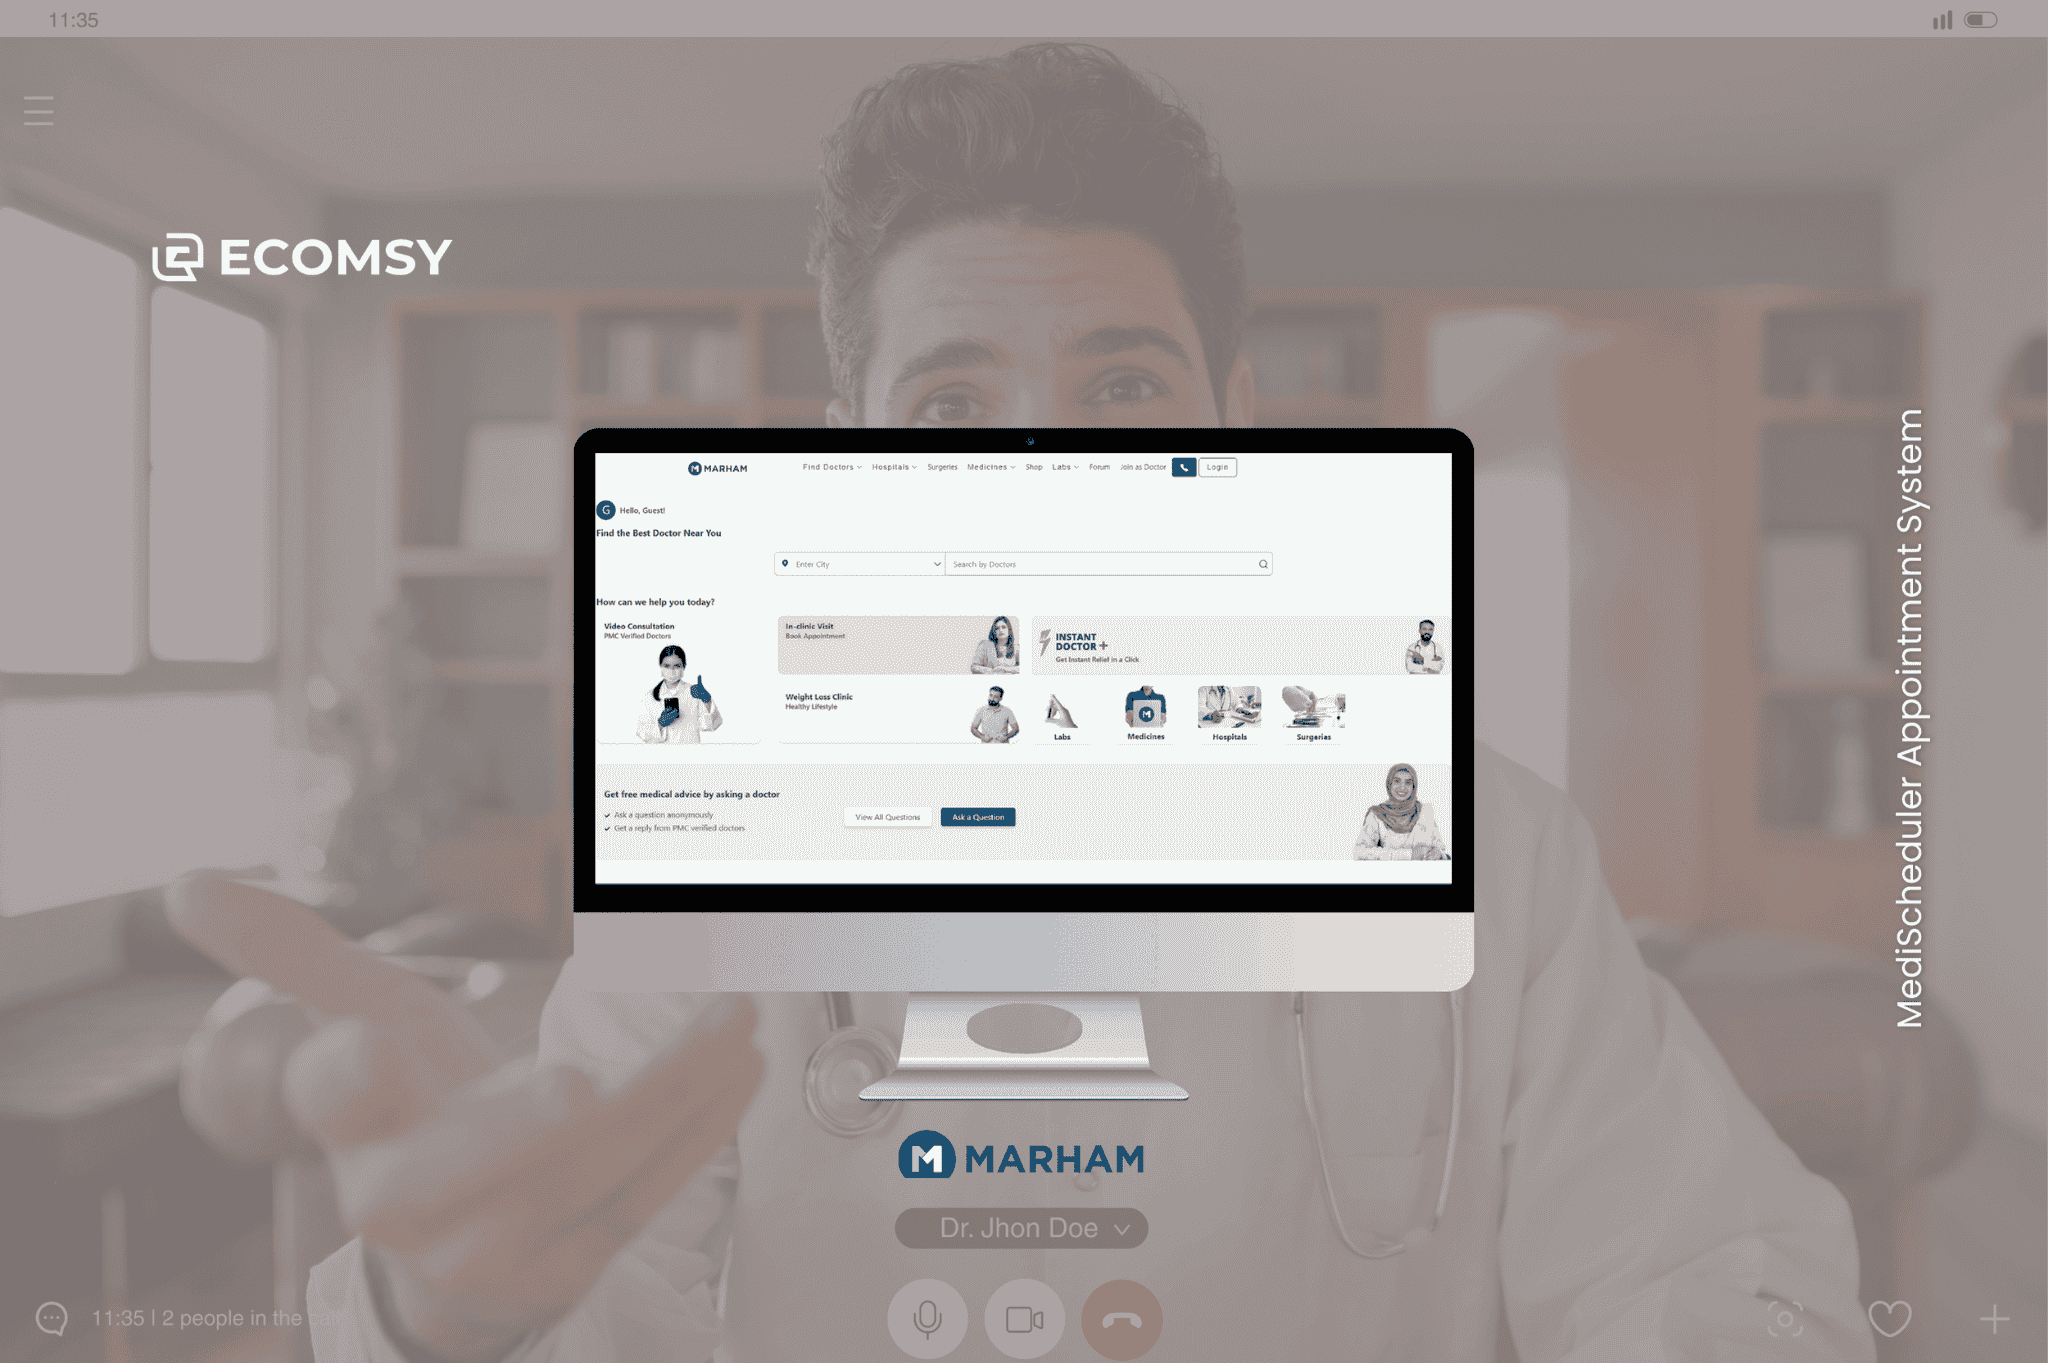 11:35
ECOMSY
MARHAM
Find Doctors
Hospitals
Surgeries
Medicines
Shop
Labs
Forum
Join as Doctor
Login
G
Hello, Guest!
Find the Best Doctor Near You
Enter City
Search by Doctors
How can we help you today?
Video Consultation
PMC Verified Doctors
In-clinic Visit
Book Appointment
INSTANT
DOCTOR+
Get Instant Relief in a Click
Weight Loss Clinic
Healthy Lifestyle
Labs
Medicines
Hospitals
Surgeries
Get free medical advice by asking a doctor
Ask a question anonymously
Get a reply from PMC verified doctors
View All Questions
Ask a Question
MediScheduler Appointment System
MARHAM
Dr. Jhon Doe
11:35 | 2 people in the call